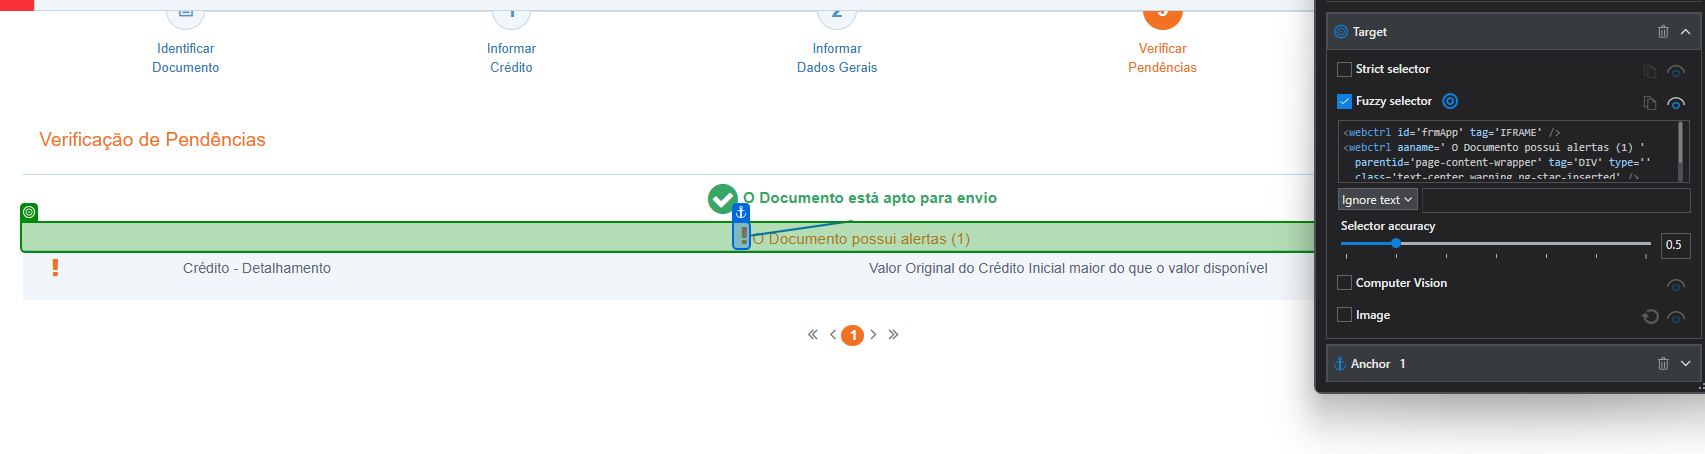 1
2
3
Identificar
Documento
Informar
Crédito
Informar
Dados Gerais
Verificar
Pendências
Verificação de Pendências
O Documento está apto para envio
O Documento possui alertas (1)
Crédito - Detalhamento
Valor Original do Crédito Inicial maior do que o valor disponível
« < 1 > »
Target
Strict selector
Fuzzy selector
<webctrl id='frmApp' tag='IFRAME' />
<webctrl aaname=' O Documento possui alertas (1) '
parentid='page-content-wrapper' tag='DIV' type=''
class='text-center warning ng-star-inserted' />
Ignore text
Selector accuracy
0.5
Computer Vision
Image
Anchor 1